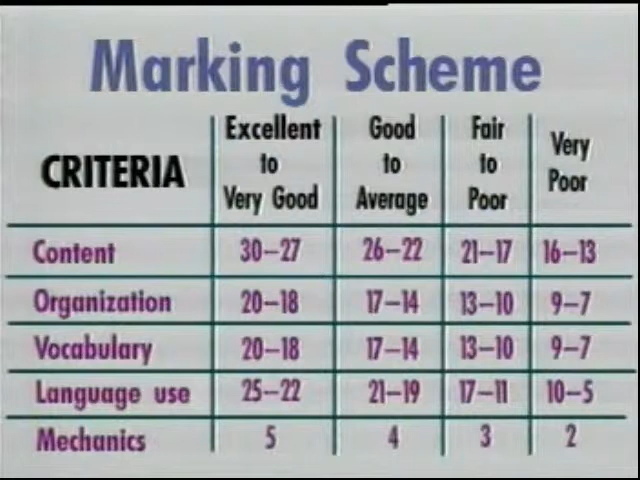 Marking Scheme
CRITERIA
Excellent
to
Very Good
Good
to
Average
Fair
to
Poor
Very
Poor
Content 30–27 26–22 21–17 16–13
Organization 20–18 17–14 13–10 9–7
Vocabulary 20–18 17–14 13–10 9–7
Language use 25–22 21–19 17–11 10–5
Mechanics 5 4 3 2